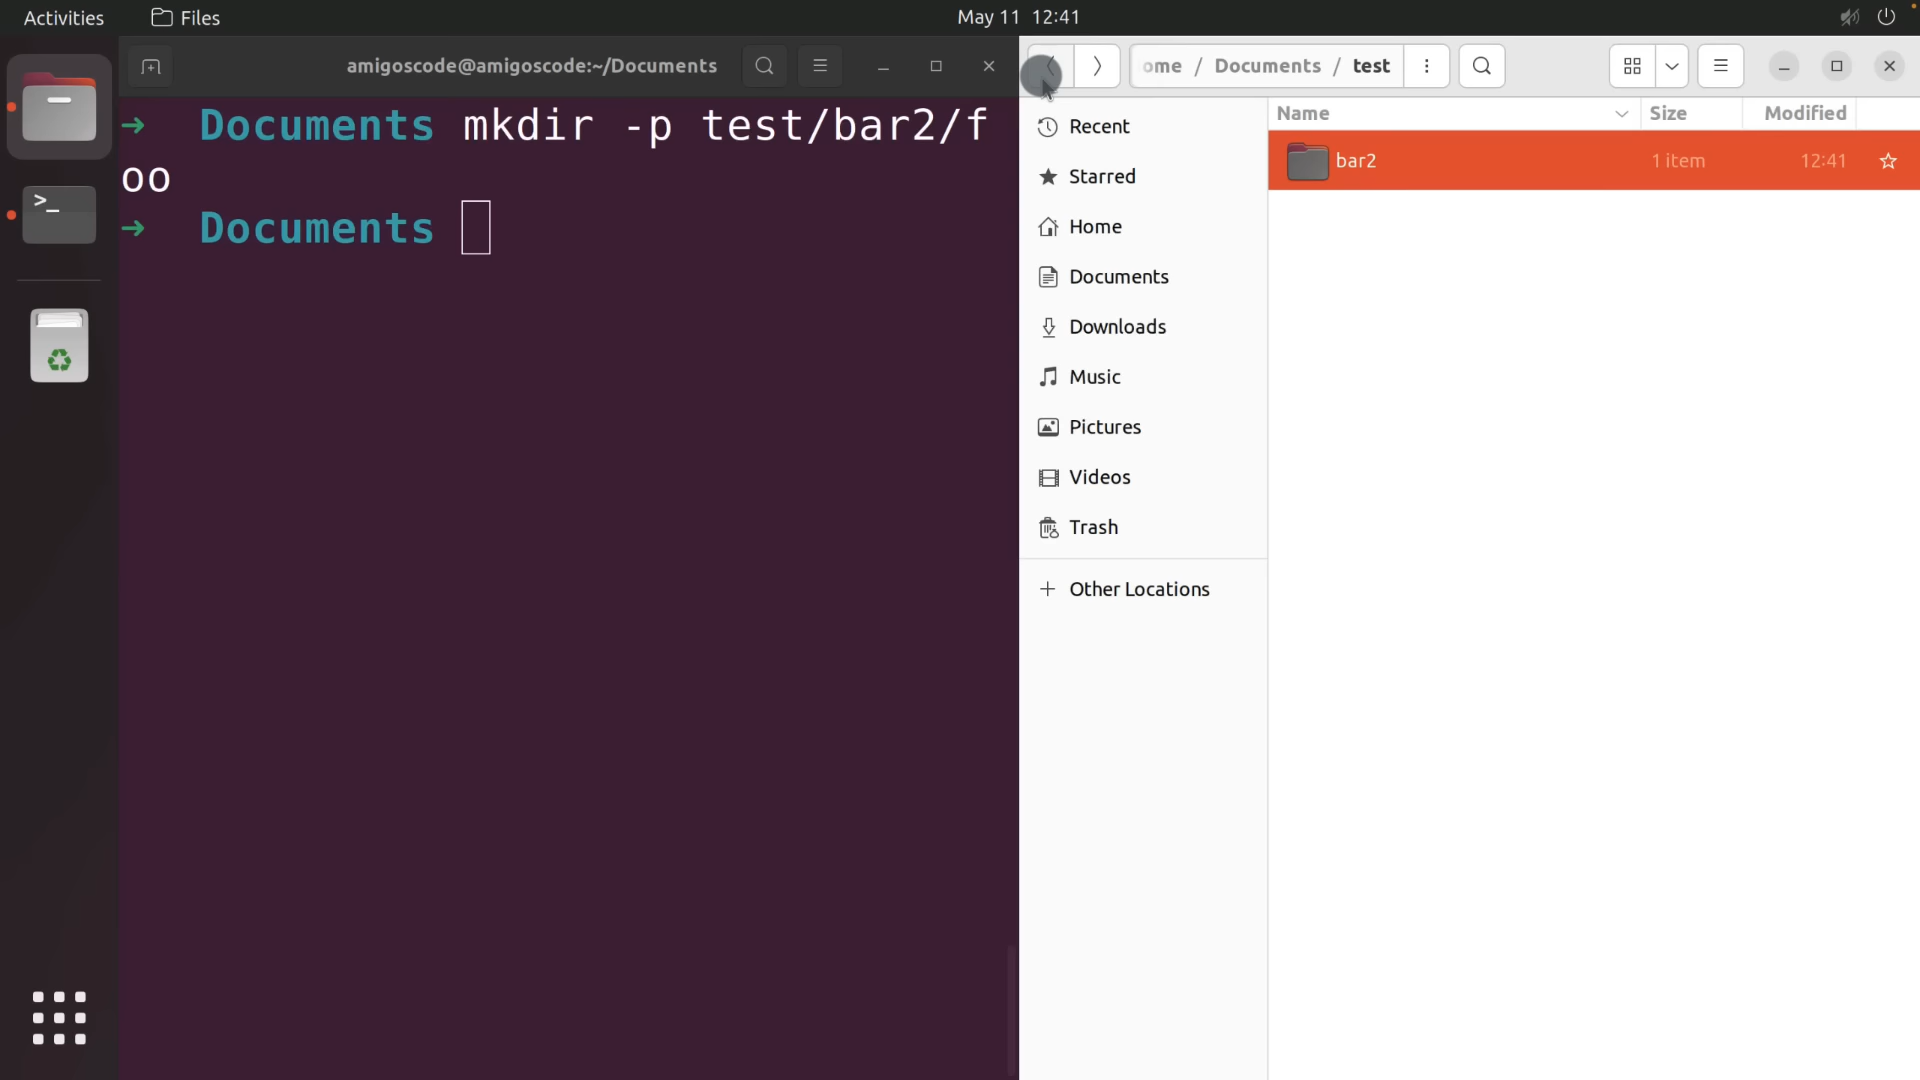 Activities Files May 11 12:41
amigoscode@amigoscode:~/Documents
➜ Documents mkdir -p test/bar2/f
oo
➜ Documents
ome / Documents / test
Recent
Starred
Home
Documents
Downloads
Music
Pictures
Videos
Trash
+ Other Locations
Name Size Modified
bar2 1 item 12:41